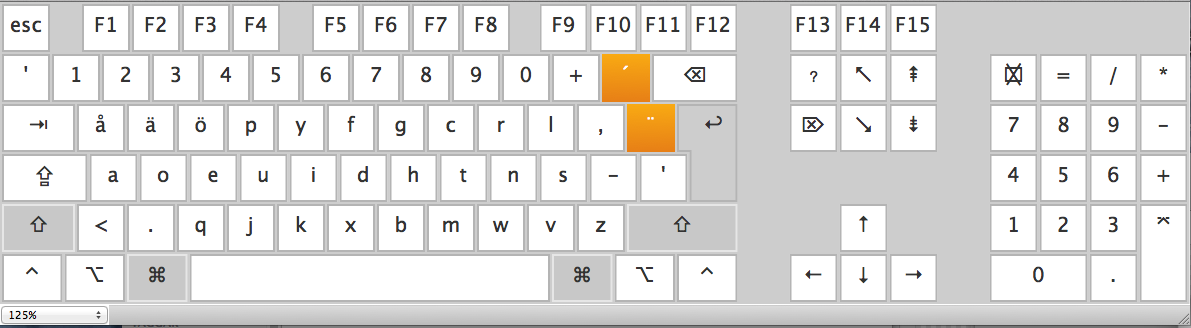 esc F1 F2 F3 F4 F5 F6 F7 F8 F9 F10 F11 F12 F13 F14 F15
' 1 2 3 4 5 6 7 8 9 0 + ´ ⌫ ? ↖ ⇞ ⌧ = / *
⇥ å ä ö p y f g c r l , ¨ ↩ ⌦ ↘ ⇟ 7 8 9 –
⇪ a o e u i d h t n s – ' 4 5 6 +
⇧ < . q j k x b m w v z ⇧ ↑ 1 2 3 ⌤
^ ⌥ ⌘ ⌘ ⌥ ^ ← ↓ → 0 .
125%